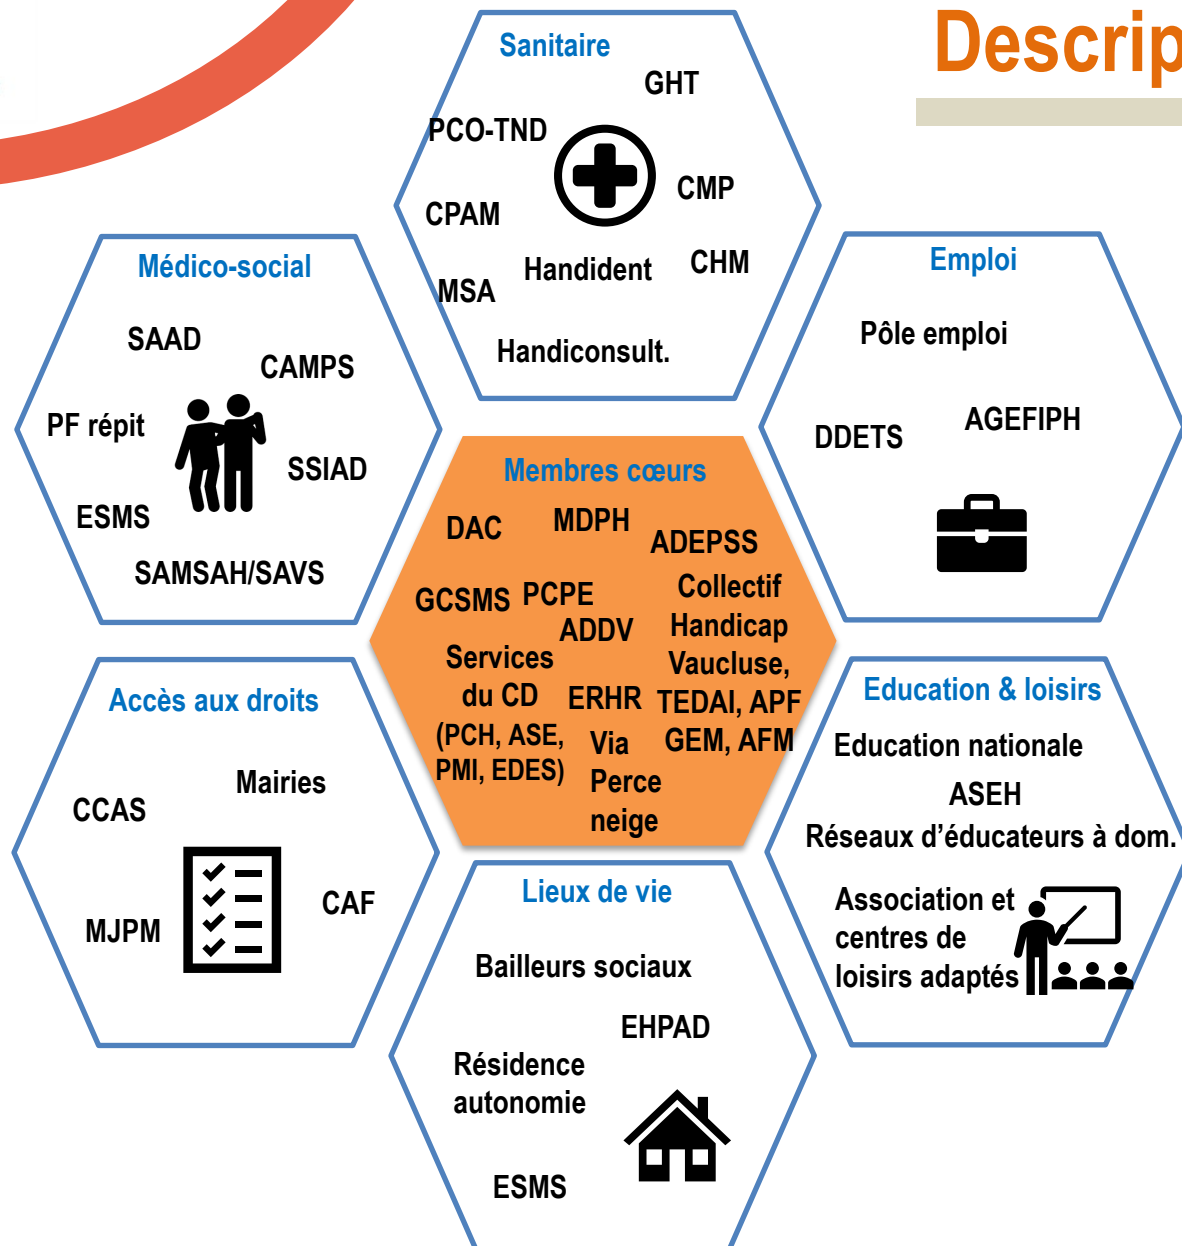 Descrip
Sanitaire
GHT
PCO-TND
CMP
CPAM
CHM
Handident
MSA
Handiconsult.
Médico-social
SAAD
CAMPS
PF répit
SSIAD
ESMS
SAMSAH/SAVS
Emploi
Pôle emploi
AGEFIPH
DDETS
Membres cœurs
DAC
MDPH
ADEPSS
GCSMS
PCPE
ADDV
Collectif
Handicap
Vaucluse,
TEDAI, APF
GEM, AFM
Services
du CD
(PCH, ASE,
PMI, EDES)
ERHR
Via
Perce
neige
Accès aux droits
Mairies
CCAS
CAF
MJPM
Education & loisirs
Education nationale
ASEH
Réseaux d’éducateurs à dom.
Association et
centres de
loisirs adaptés
Lieux de vie
Bailleurs sociaux
EHPAD
Résidence
autonomie
ESMS